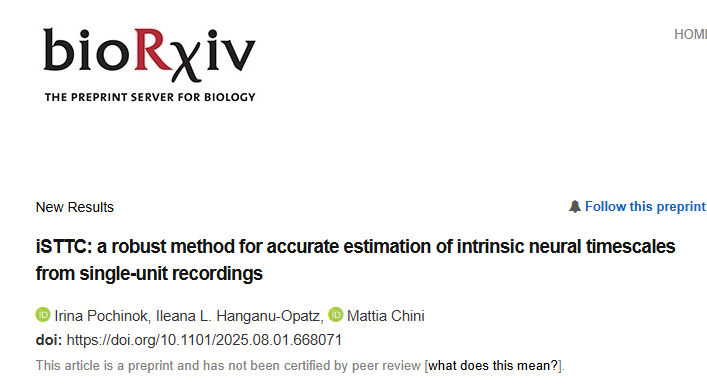 bioRχiv
HOMI
THE PREPRINT SERVER FOR BIOLOGY
New Results
Follow this preprint
iSTTC: a robust method for accurate estimation of intrinsic neural timescales
from single-unit recordings
iD Irina Pochinok, Ileana L. Hanganu-Opatz, iD Mattia Chini
doi: https://doi.org/10.1101/2025.08.01.668071
This article is a preprint and has not been certified by peer review [what does this mean?].